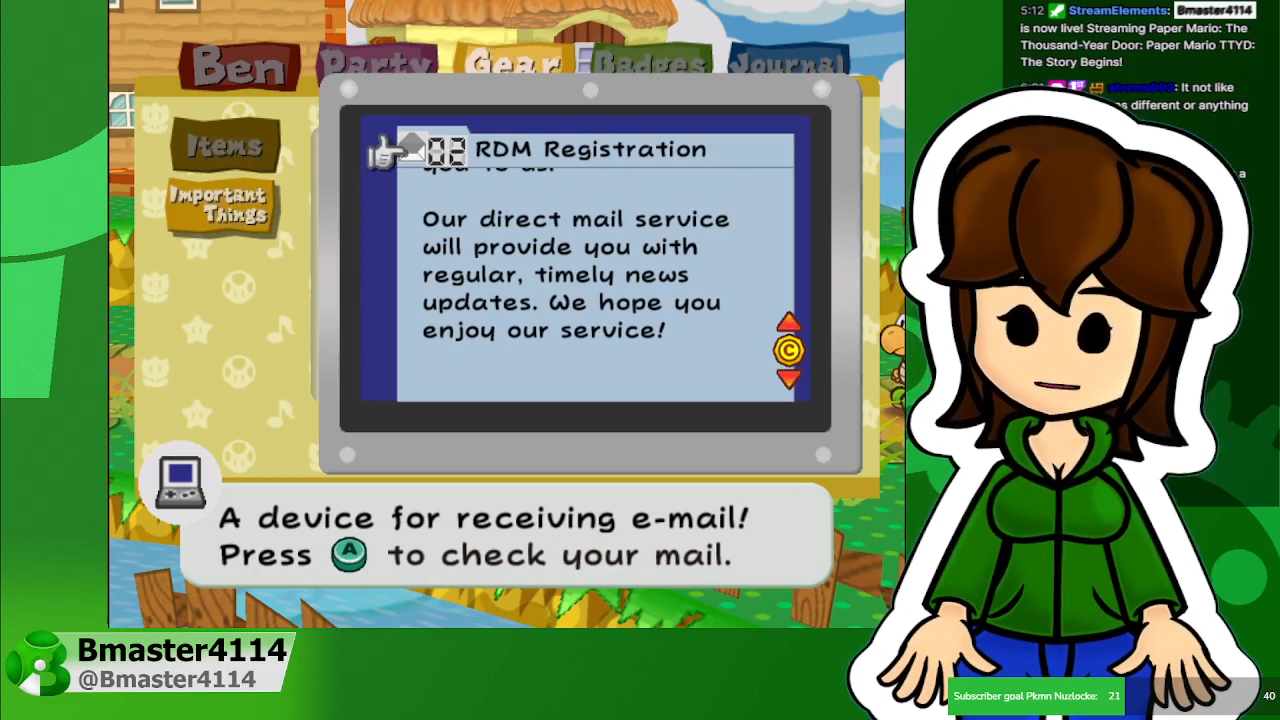 Ben Party Gear Badges Journal
Items
Important
Things
02 RDM Registration
you to us.
Our direct mail service
will provide you with
regular, timely news
updates. We hope you
enjoy our service!
C
A device for receiving e-mail!
Press A to check your mail.
5:12 StreamElements: Bmaster4114
is now live! Streaming Paper Mario: The
Thousand-Year Door: Paper Mario TTYD:
The Story Begins!
: It not like
s different or anything
a
Bmaster4114
@Bmaster4114
Subscriber goal Pkmn Nuzlocke: 21
40